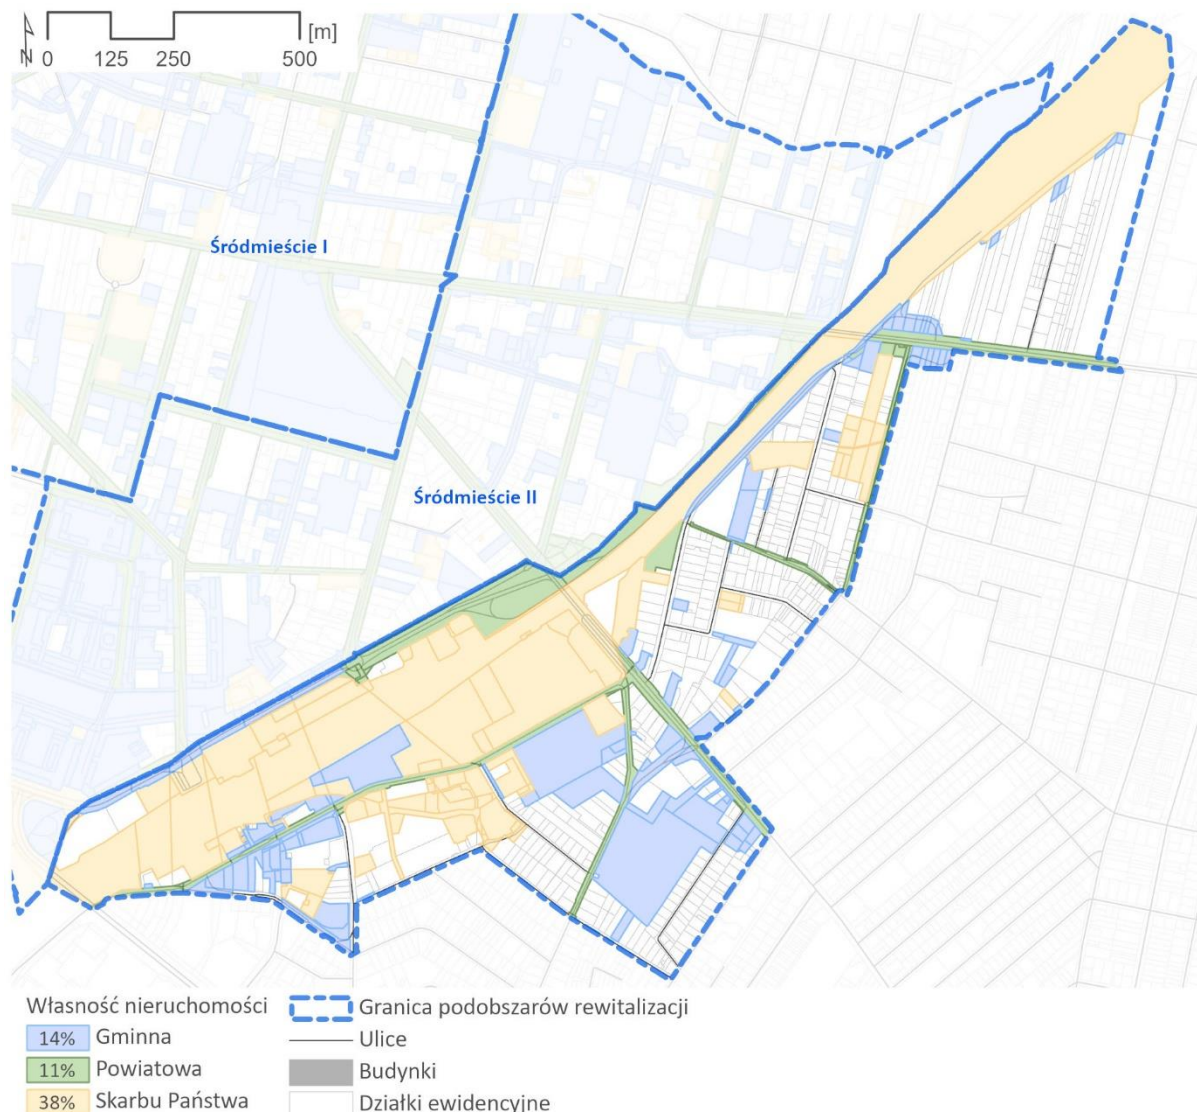 [m]
N 0 125 250 500
Śródmieście I
Śródmieście II
Własność nieruchomości
14% Gminna
11% Powiatowa
38% Skarbu Państwa
Granica podobszarów rewitalizacji
Ulice
Budynki
Działki ewidencyjne